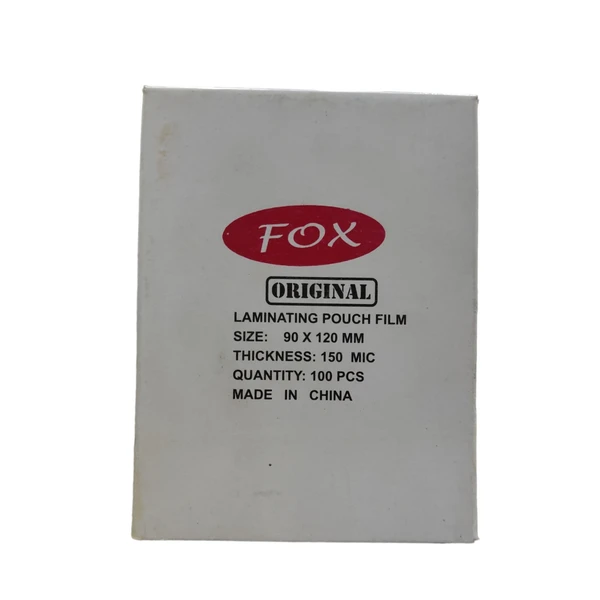 FOX
ORIGINAL
LAMINATING POUCH FILM
SIZE: 90 X 120 MM
THICKNESS: 150 MIC
QUANTITY: 100 PCS
MADE IN CHINA